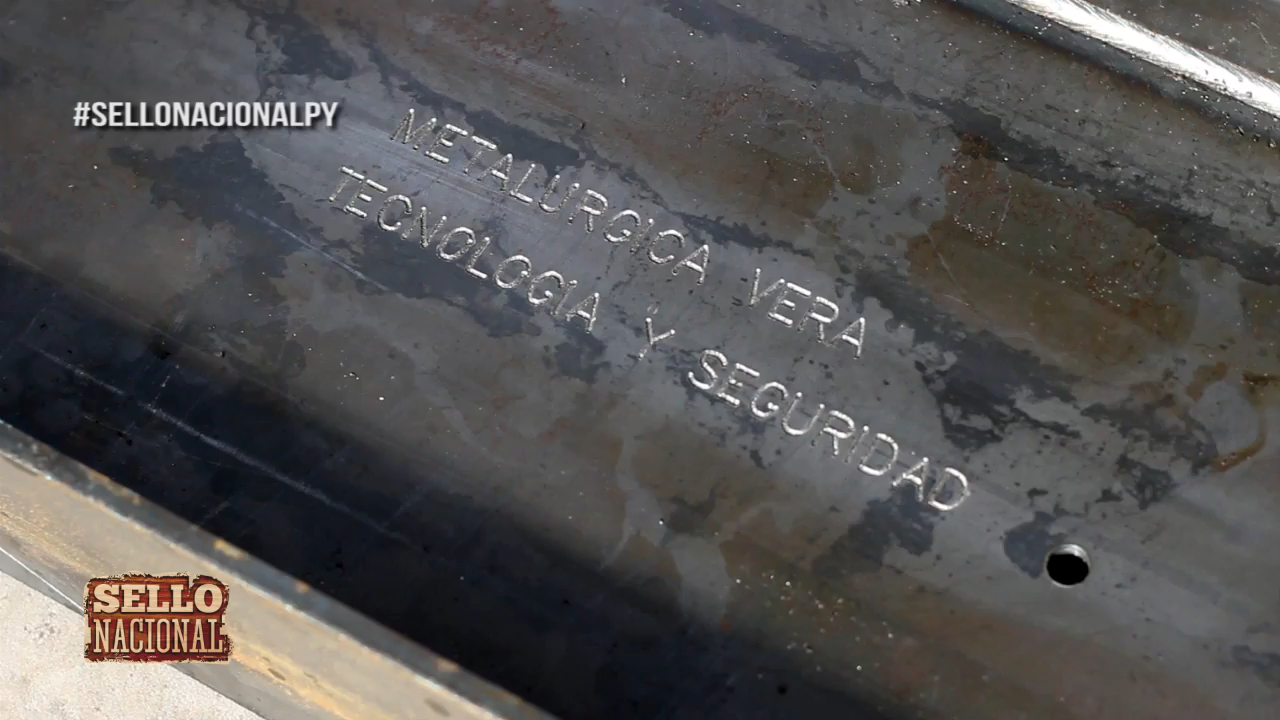 #SELLONACIONALPY
METALURGICA VERA
TECNOLOGIA Y SEGURIDAD
SELLO
NACIONAL